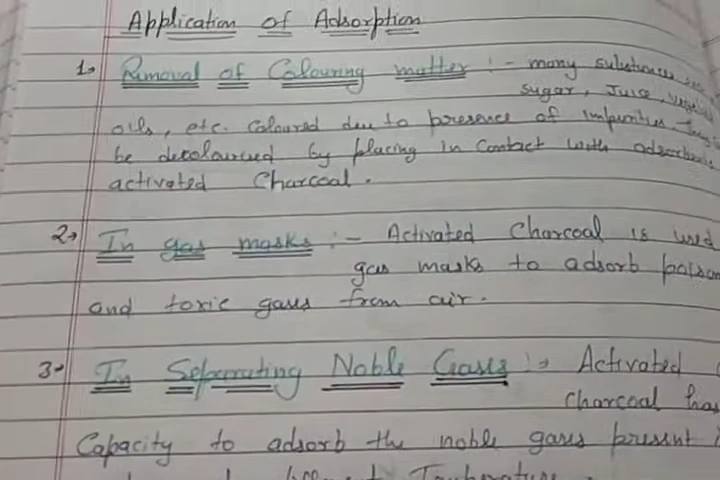 Application of Adsorption
1→ Removal of Colouring matter :- many substances
sugar, Juice,
oils, etc. Coloured due to presence of impurities.
be decolourised by placing in Contact with
activated Charcoal.
2→ In gas masks :- Activated Charcoal is used
gas masks to adsorb
and toxic gases from air.
3→ In Separating Noble Gases :→ Activated
Charcoal has
Capacity to adsorb the noble gases present
Temperature.